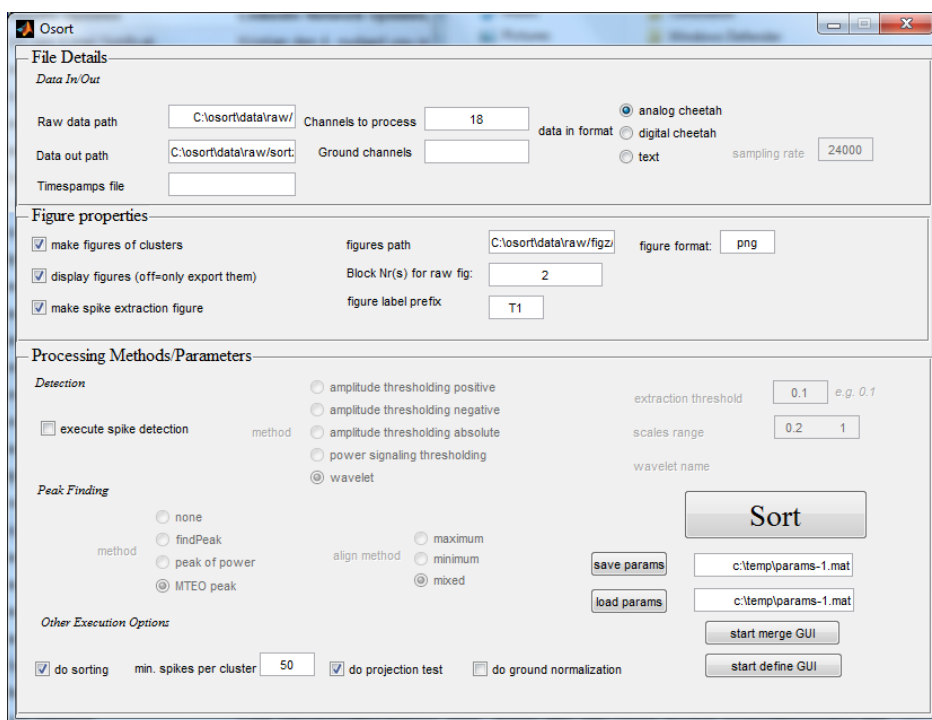 Osort
File Details
Data In/Out
Raw data path C:\osort\data\raw/ Channels to process 18 data in format analog cheetah
digital cheetah
Data out path C:\osort\data\raw/sort: Ground channels text sampling rate 24000
Timespamps file
Figure properties
make figures of clusters figures path C:\osort\data\raw/figz/ figure format: png
display figures (off=only export them) Block Nr(s) for raw fig: 2
make spike extraction figure figure label prefix T1
Processing Methods/Parameters
Detection
amplitude thresholding positive extraction threshold 0.1 e.g. 0.1
amplitude thresholding negative
execute spike detection method amplitude thresholding absolute scales range 0.2 1
power signaling thresholding
wavelet wavelet name
Peak Finding
none Sort
method findPeak align method maximum
peak of power minimum save params c:\temp\params-1.mat
MTEO peak mixed
load params c:\temp\params-1.mat
Other Execution Options
start merge GUI
do sorting min. spikes per cluster 50 do projection test do ground normalization start define GUI